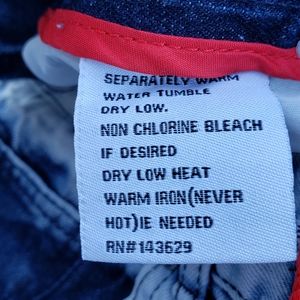 SEPARATELY WARM
WATER TUMBLE
DRY LOW.
NON CHLORINE BLEACH
IF DESIRED
DRY LOW HEAT
WARM IRON(NEVER
HOT)IE NEEDED
RN#143629